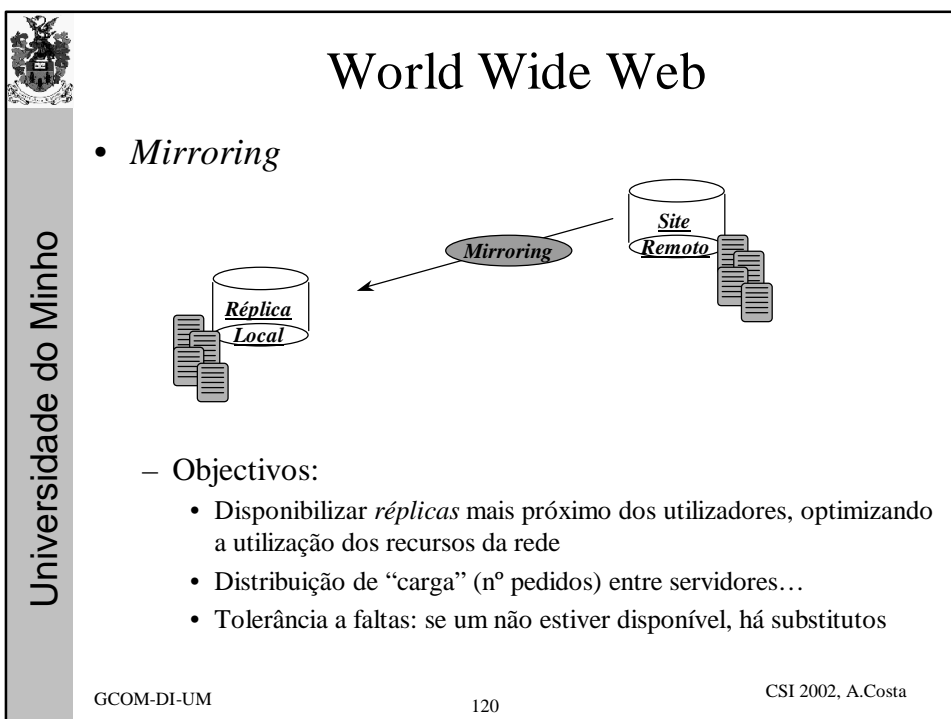 World Wide Web
• Mirroring
Site
Remoto
Mirroring
Réplica
Local
– Objectivos:
• Disponibilizar réplicas mais próximo dos utilizadores, optimizando
a utilização dos recursos da rede
• Distribuição de “carga” (nº pedidos) entre servidores…
• Tolerância a faltas: se um não estiver disponível, há substitutos
Universidade do Minho
GCOM-DI-UM
120
CSI 2002, A.Costa